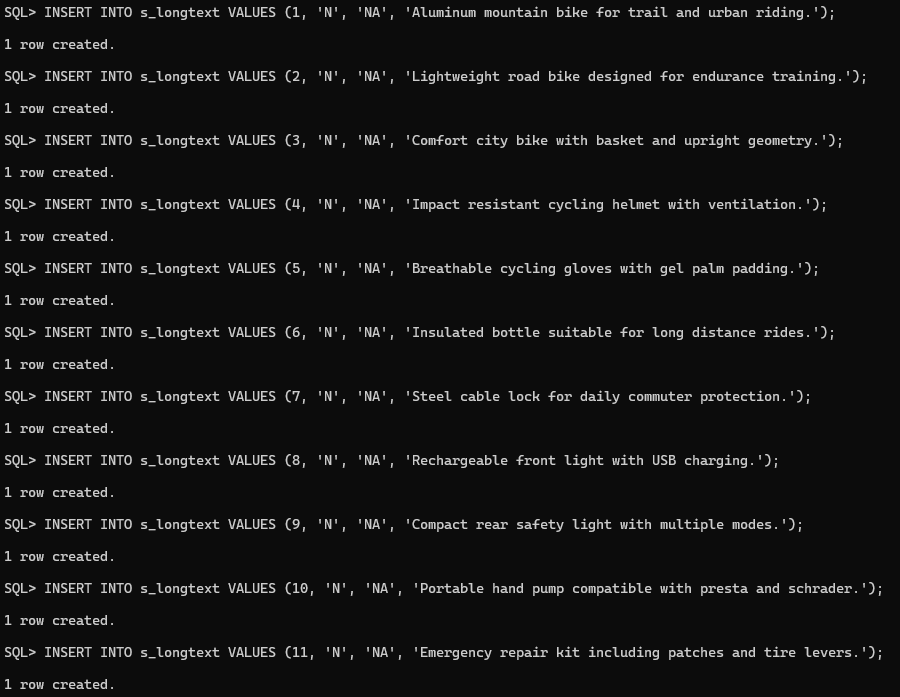 SQL> INSERT INTO s_longtext VALUES (1, 'N', 'NA', 'Aluminum mountain bike for trail and urban riding.');
1 row created.
SQL> INSERT INTO s_longtext VALUES (2, 'N', 'NA', 'Lightweight road bike designed for endurance training.');
1 row created.
SQL> INSERT INTO s_longtext VALUES (3, 'N', 'NA', 'Comfort city bike with basket and upright geometry.');
1 row created.
SQL> INSERT INTO s_longtext VALUES (4, 'N', 'NA', 'Impact resistant cycling helmet with ventilation.');
1 row created.
SQL> INSERT INTO s_longtext VALUES (5, 'N', 'NA', 'Breathable cycling gloves with gel palm padding.');
1 row created.
SQL> INSERT INTO s_longtext VALUES (6, 'N', 'NA', 'Insulated bottle suitable for long distance rides.');
1 row created.
SQL> INSERT INTO s_longtext VALUES (7, 'N', 'NA', 'Steel cable lock for daily commuter protection.');
1 row created.
SQL> INSERT INTO s_longtext VALUES (8, 'N', 'NA', 'Rechargeable front light with USB charging.');
1 row created.
SQL> INSERT INTO s_longtext VALUES (9, 'N', 'NA', 'Compact rear safety light with multiple modes.');
1 row created.
SQL> INSERT INTO s_longtext VALUES (10, 'N', 'NA', 'Portable hand pump compatible with presta and schrader.');
1 row created.
SQL> INSERT INTO s_longtext VALUES (11, 'N', 'NA', 'Emergency repair kit including patches and tire levers.');
1 row created.